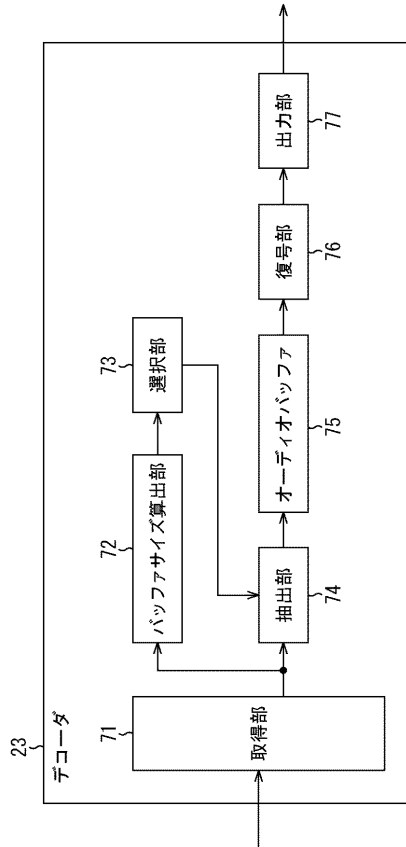 23
デコーダ
71
取得部
72
バッファサイズ算出部
73
選択部
74
抽出部
75
オーディオバッファ
76
復号部
77
出力部